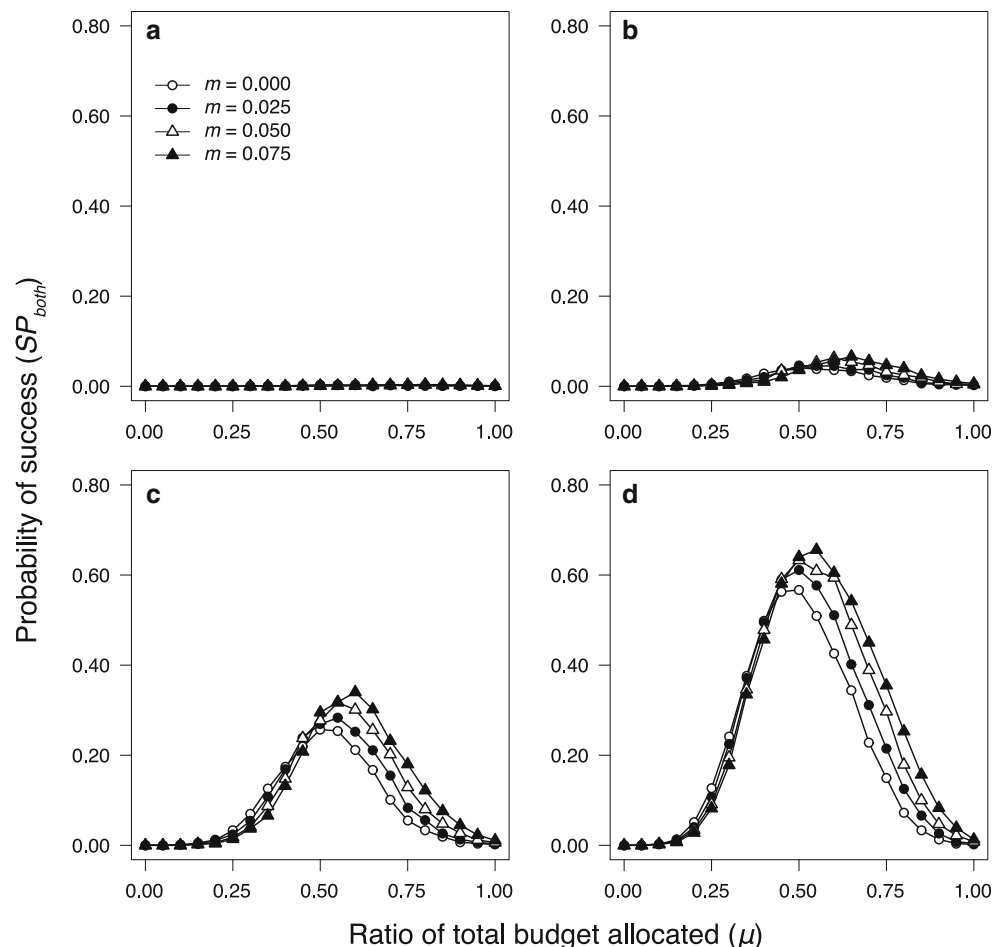 a
m = 0.000
m = 0.025
m = 0.050
m = 0.075
0.80
0.60
0.40
0.20
0.00
0.00 0.25 0.50 0.75 1.00
b
0.80
0.60
0.40
0.20
0.00
0.00 0.25 0.50 0.75 1.00
c
0.80
0.60
0.40
0.20
0.00
0.00 0.25 0.50 0.75 1.00
d
0.80
0.60
0.40
0.20
0.00
0.00 0.25 0.50 0.75 1.00
Probability of success (SP_both)
Ratio of total budget allocated (μ)